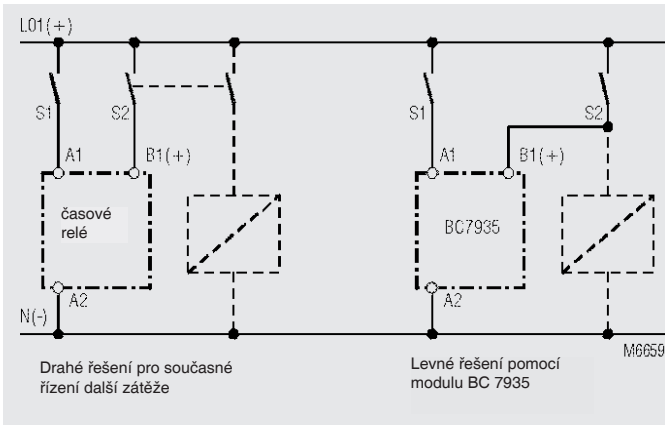 L01(+)
S1
S2
S1
S2
A1
B1(+)
A1
B1(+)
časové
relé
BC7935
A2
A2
N(-)
M6659
Drahé řešení pro současné
řízení další zátěže
Levné řešení pomocí
modulu BC 7935